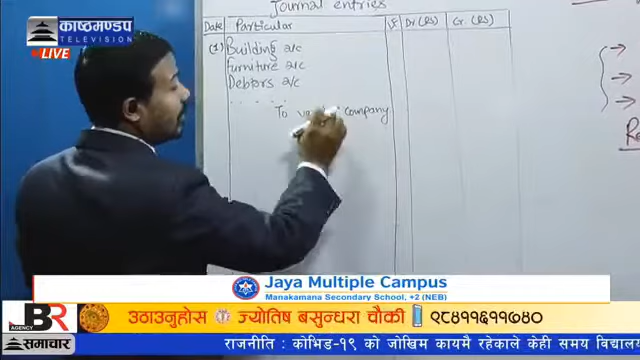 Journal entries
Date Particular L.F Dr. (RS) Cr. (RS)
(1) Building a/c
Furniture a/c
Debtors a/c
. . . . .
To company
काष्ठमण्डप
TELEVISION
LIVE
Jaya Multiple Campus
Manakamana Secondary School, +2 (NEB)
JBR
AGENCY
उठाउनुहोस ज्योतिष बसुन्धरा चौकी ९८४११६११७४०
समाचार
राजनीति : कोभिड-१९ को जोखिम कायमै रहेकाले केही समय विद्यालय